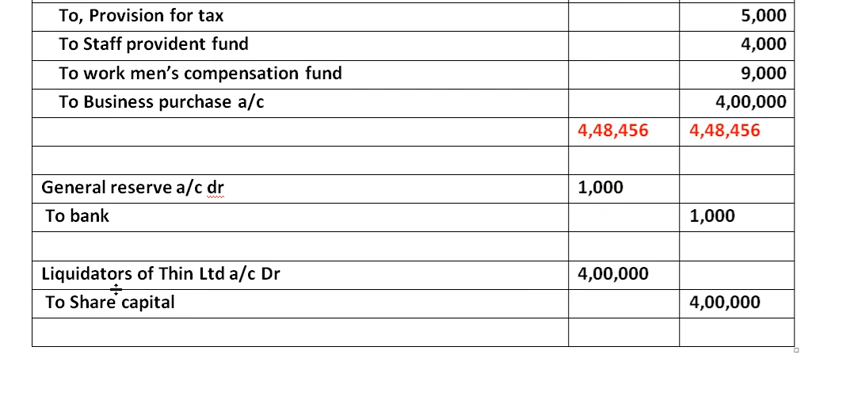 To, Provision for tax 5,000
To Staff provident fund 4,000
To work men's compensation fund 9,000
To Business purchase a/c 4,00,000
4,48,456 4,48,456
General reserve a/c dr 1,000
To bank 1,000
Liquidators of Thin Ltd a/c Dr 4,00,000
To Share capital 4,00,000